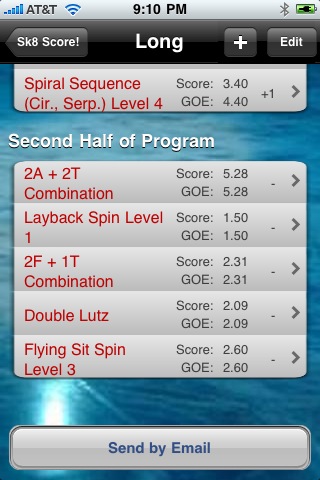 AT&T 9:10 PM
Sk8 Score! Long + Edit
Spiral Sequence Score: 3.40
(Cir., Serp.) Level 4 GOE: 4.40 +1
Second Half of Program
2A + 2T Score: 5.28
Combination GOE: 5.28 -
Layback Spin Level Score: 1.50
1 GOE: 1.50 -
2F + 1T Score: 2.31
Combination GOE: 2.31 -
Double Lutz Score: 2.09
GOE: 2.09 -
Flying Sit Spin Score: 2.60
Level 3 GOE: 2.60 -
Send by Email